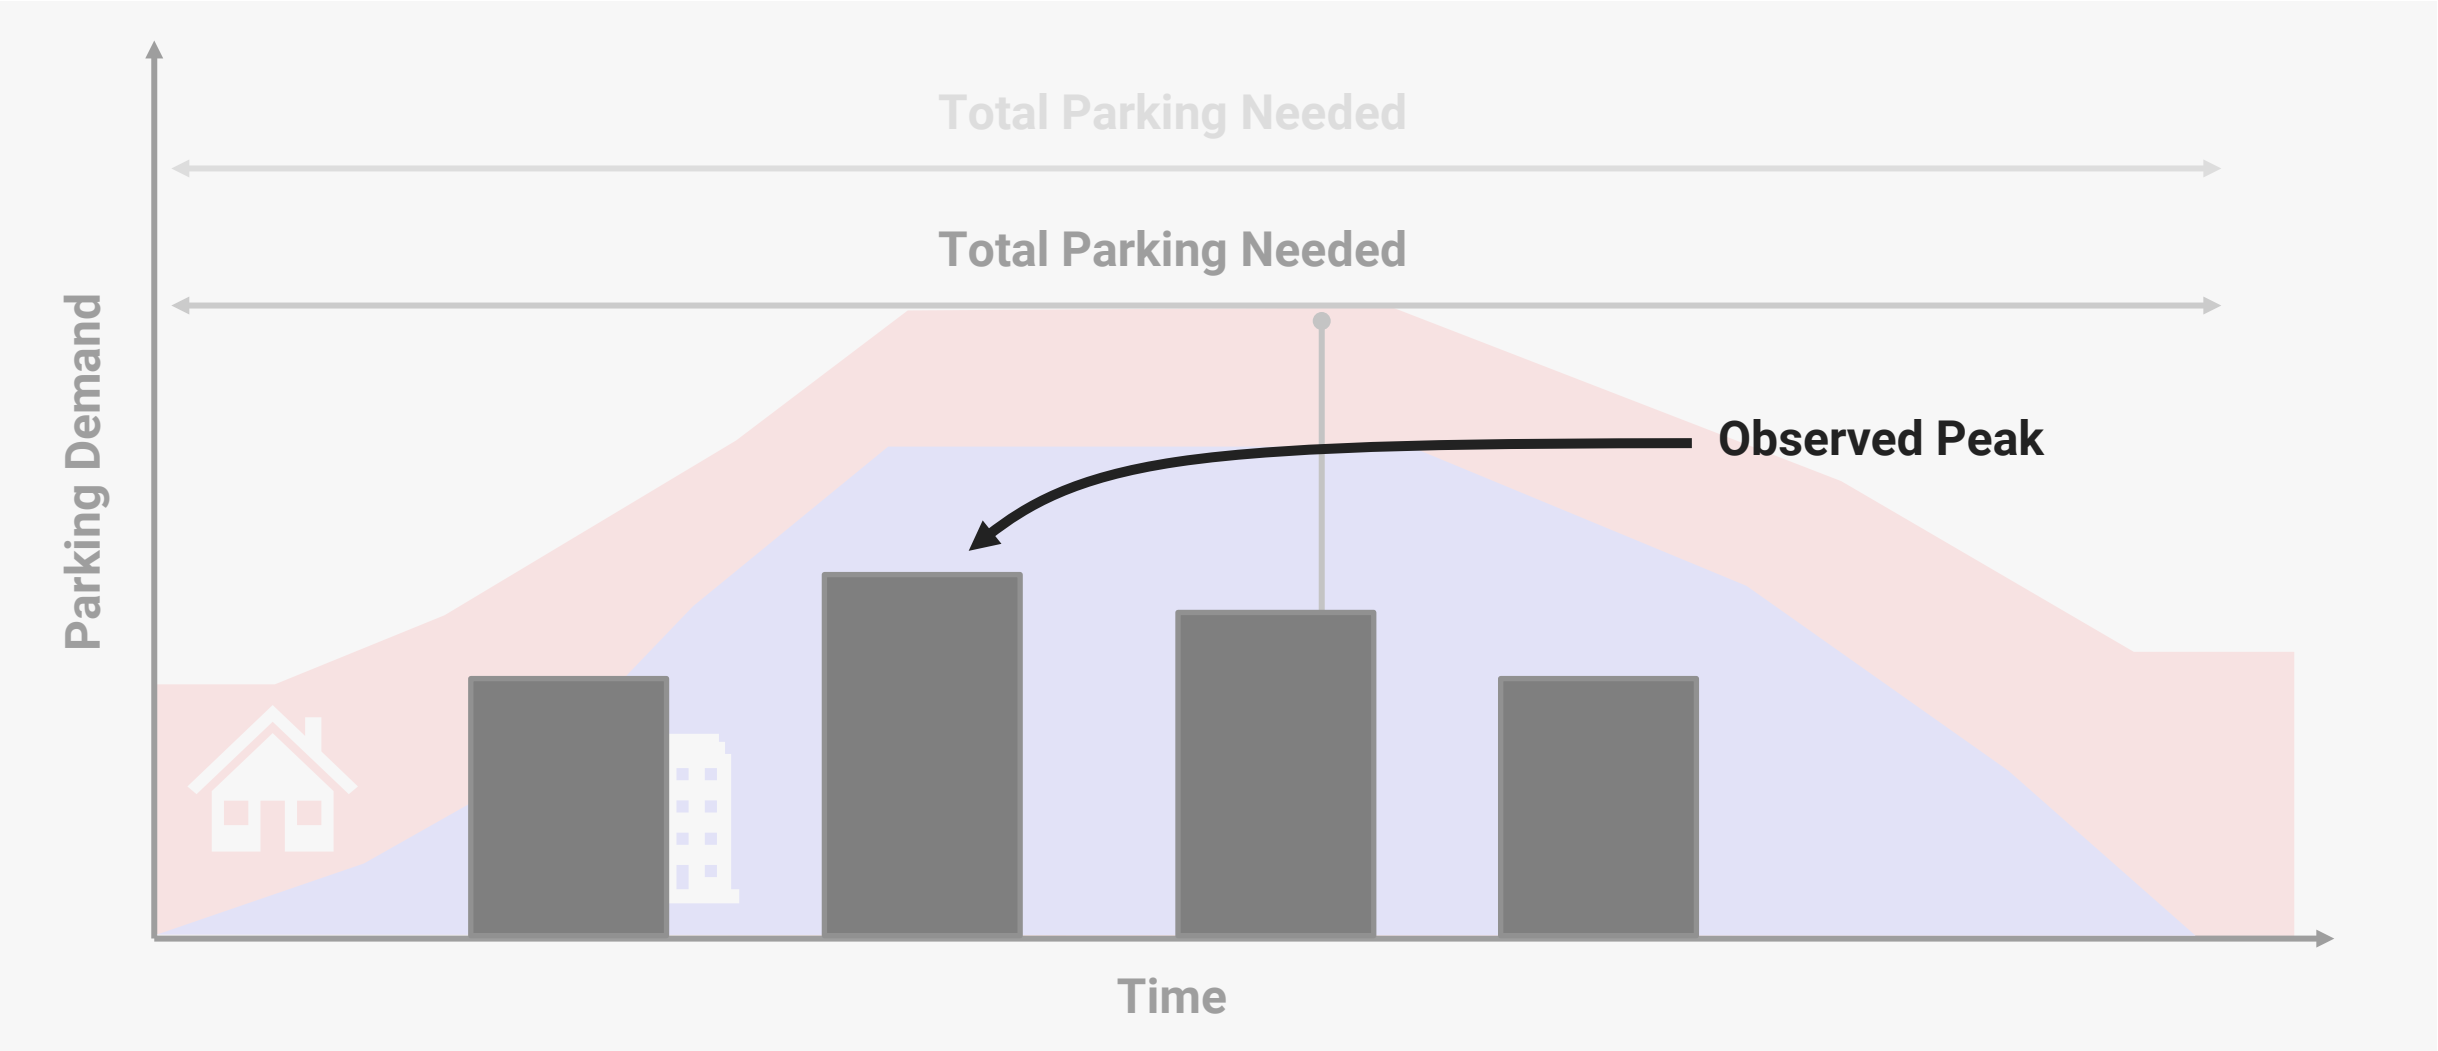 Total Parking Needed
Total Parking Needed
Observed Peak
Parking Demand
Time